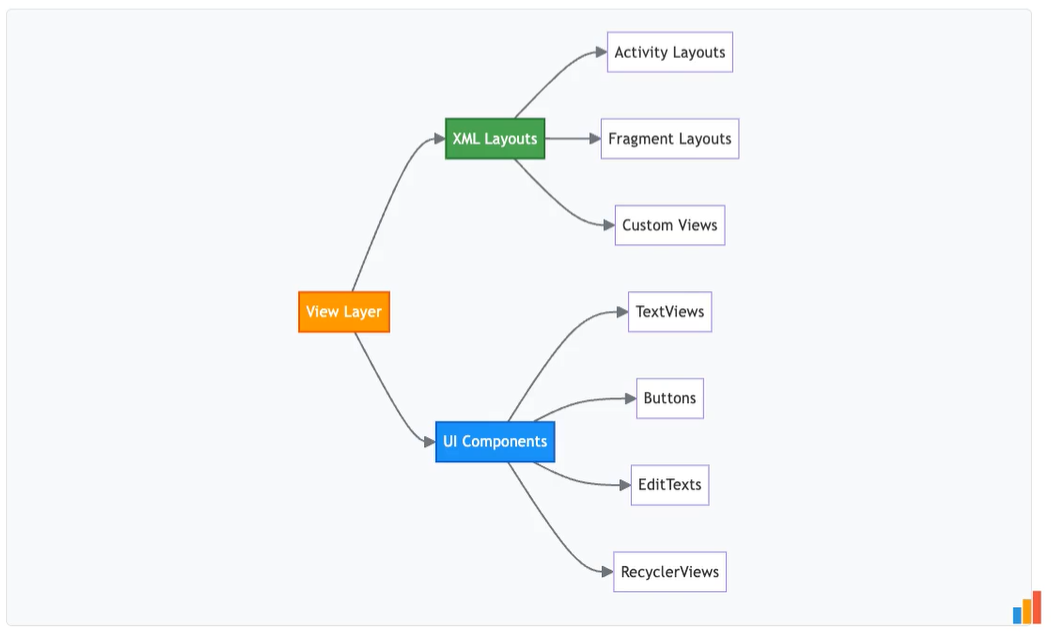 Activity Layouts
XML Layouts
Fragment Layouts
Custom Views
View Layer
TextViews
Buttons
UI Components
EditTexts
RecyclerViews